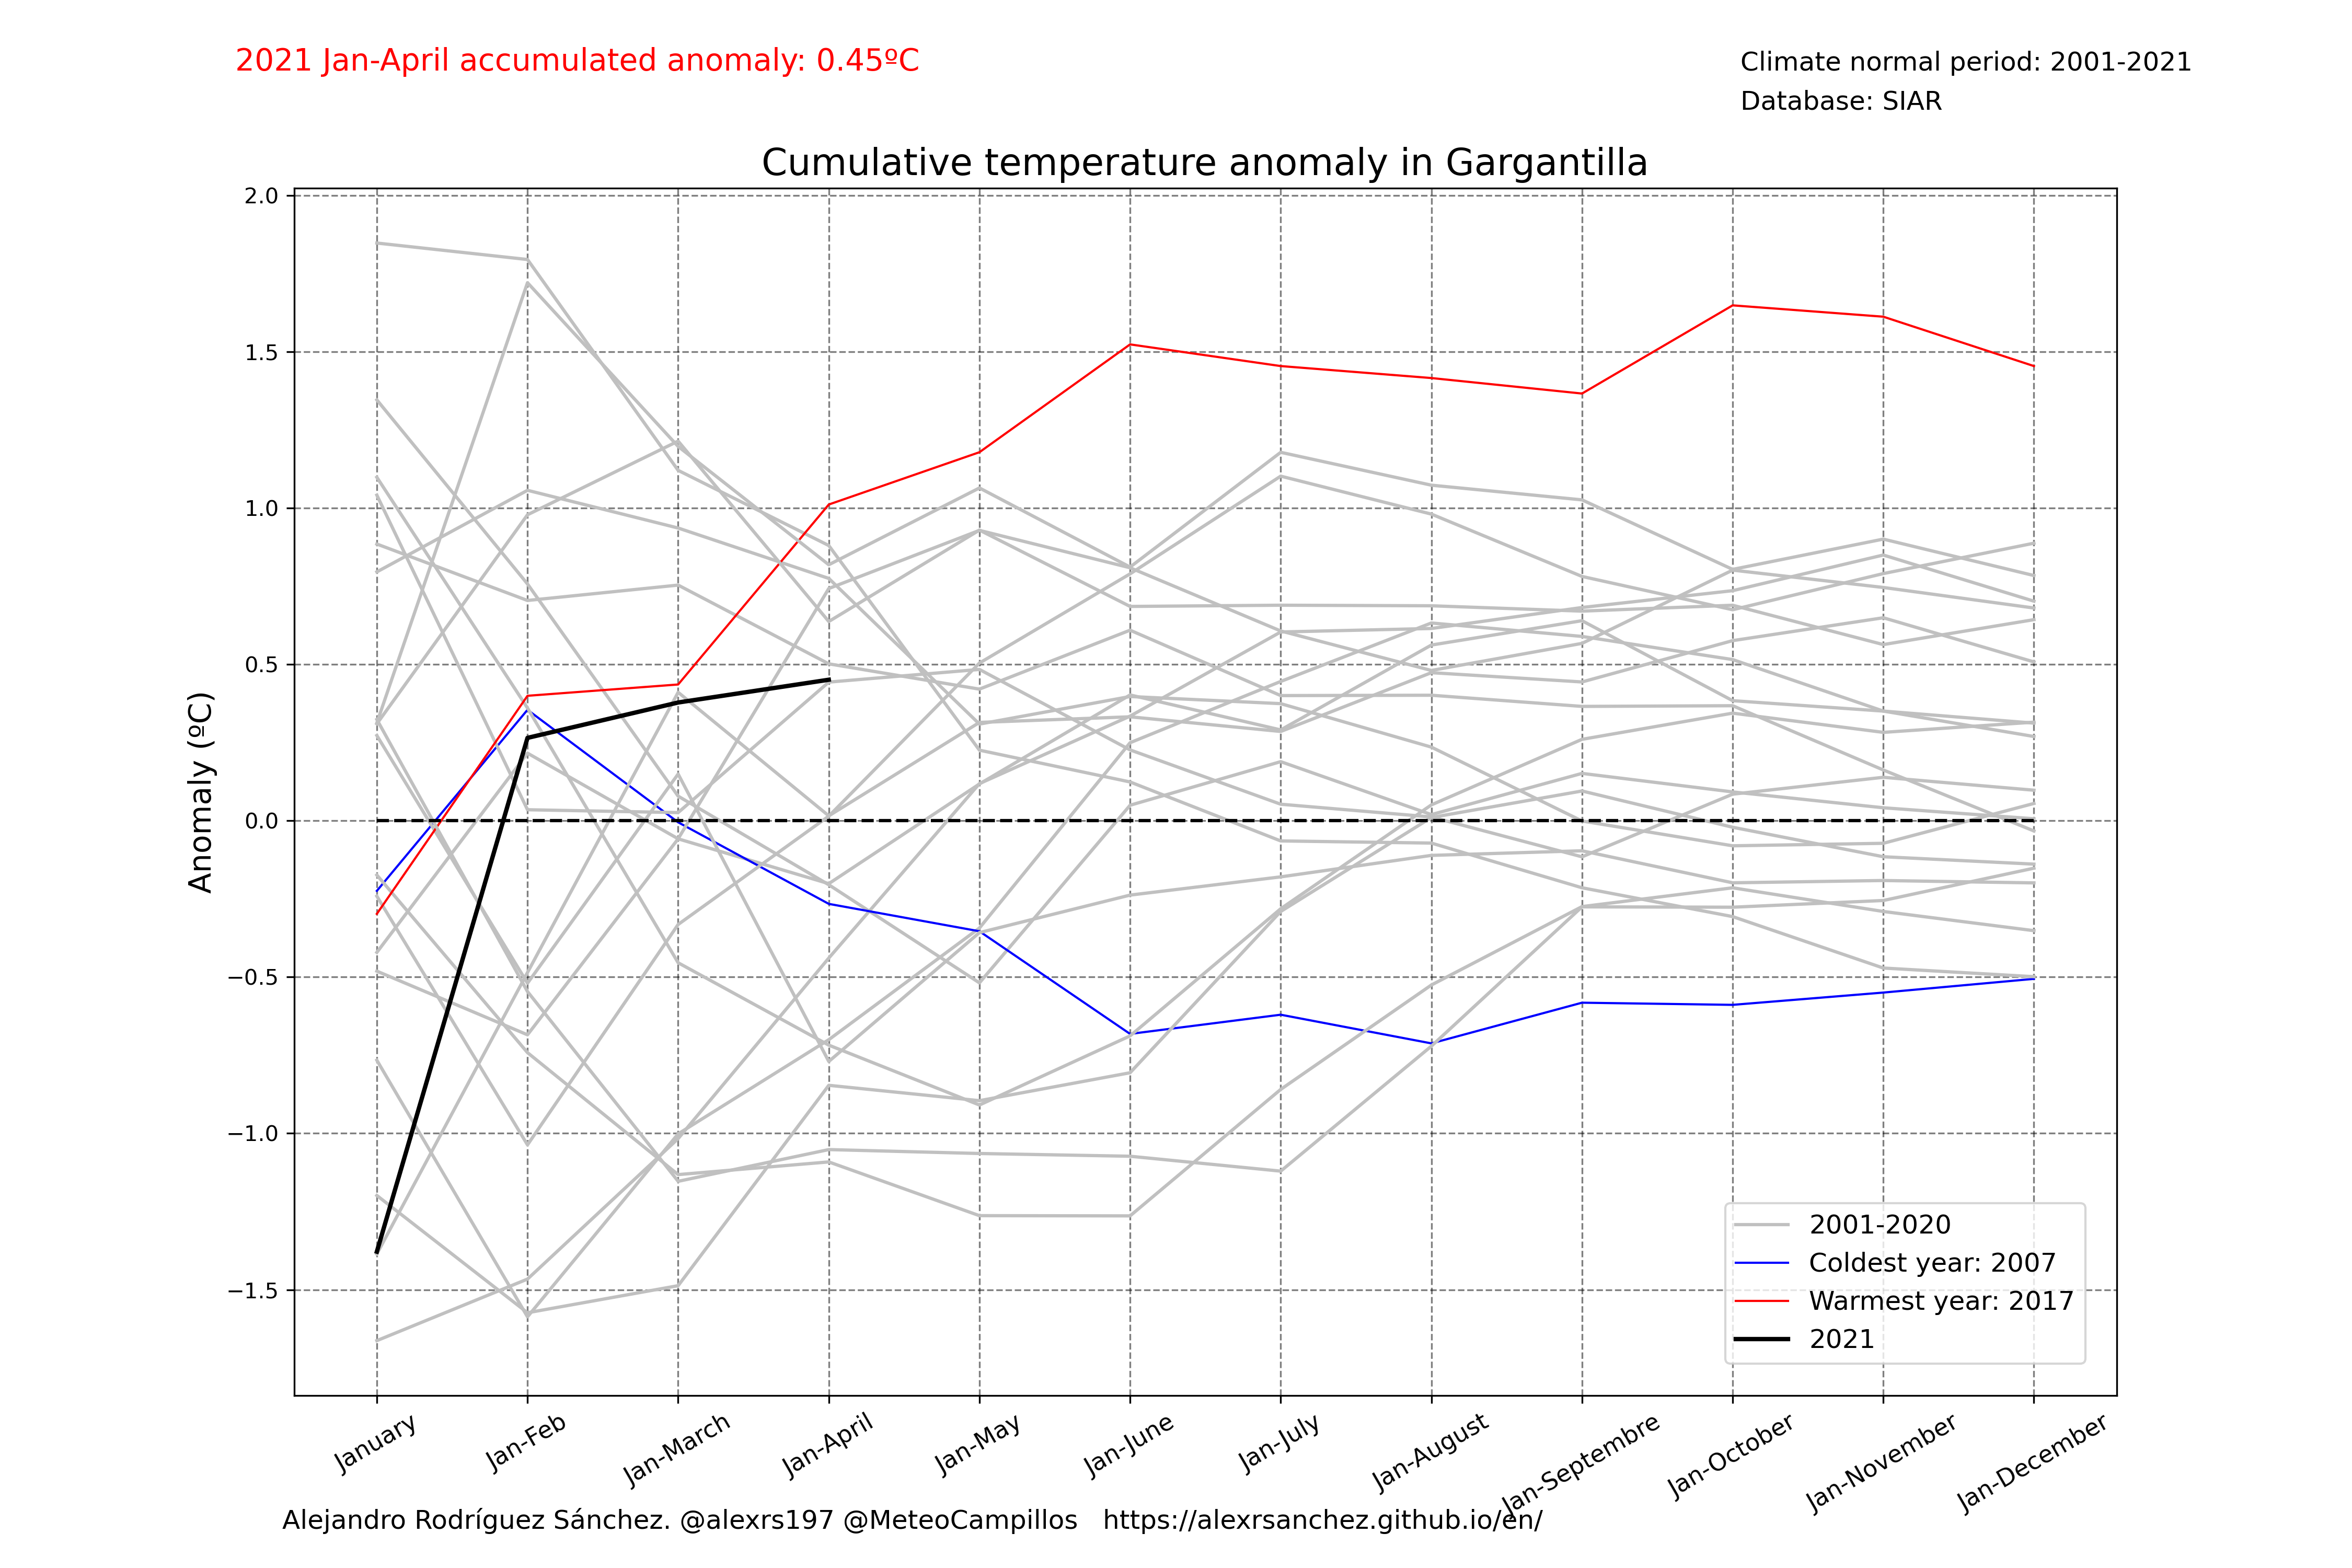 2021 Jan-April accumulated anomaly: 0.45ºC
Climate normal period: 2001-2021
Database: SIAR
Cumulative temperature anomaly in Gargantilla
Anomaly (ºC)
2.0
1.5
1.0
0.5
0.0
−0.5
−1.0
−1.5
2001-2020
Coldest year: 2007
Warmest year: 2017
2021
January
Jan-Feb
Jan-March
Jan-April
Jan-May
Jan-June
Jan-July
Jan-August
Jan-Septembre
Jan-October
Jan-November
Jan-December
Alejandro Rodríguez Sánchez. @alexrs197 @MeteoCampillos https://alexrsanchez.github.io/en/